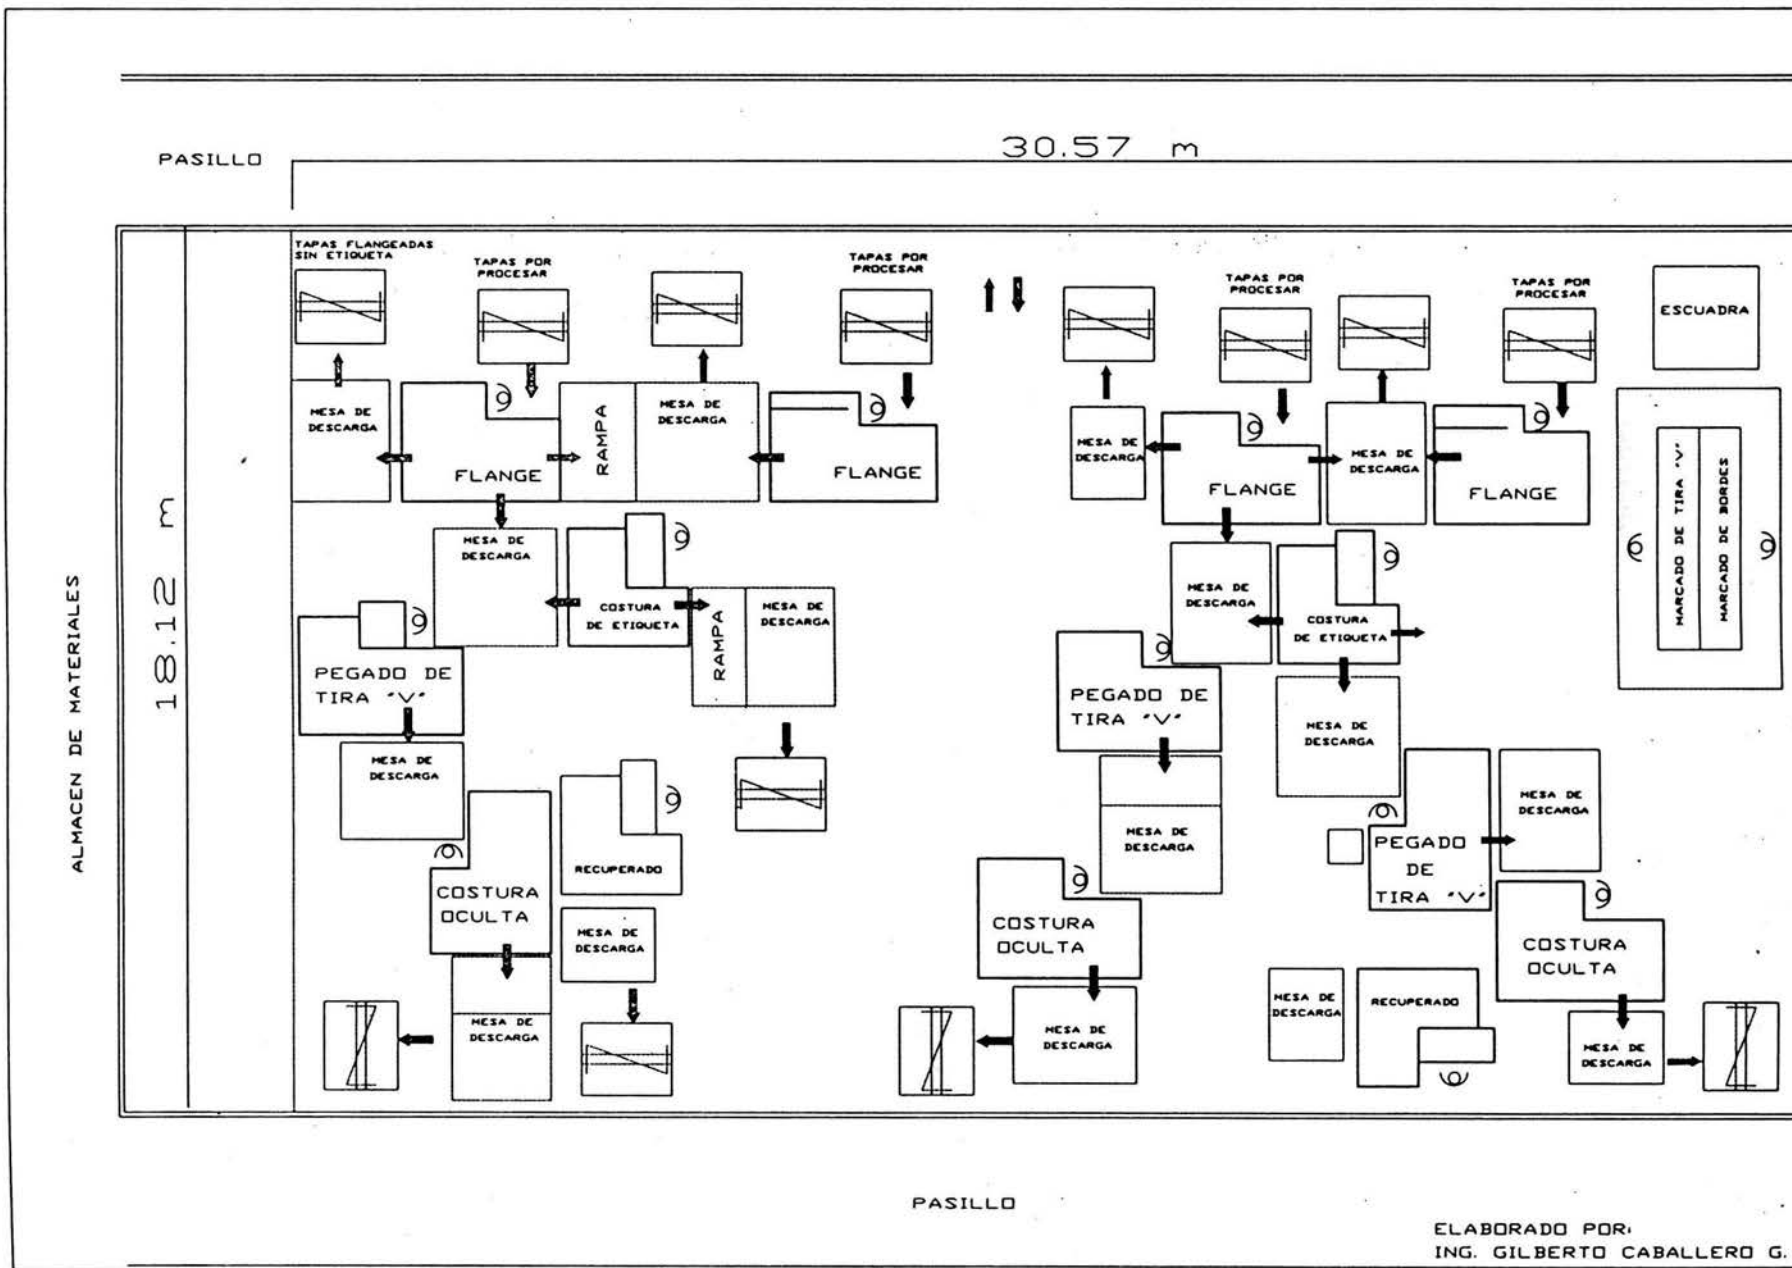 30.57 m
PASILLO
TAPAS FLANGEADAS
SIN ETIQUETA
TAPAS POR
PROCESAR
TAPAS POR
PROCESAR
TAPAS POR
PROCESAR
TAPAS POR
PROCESAR
ESCUADRA
MESA DE
DESCARGA
FLANGE
RAMPA
MESA DE
DESCARGA
FLANGE
MESA DE
DESCARGA
FLANGE
MESA DE
DESCARGA
FLANGE
MARCADO DE TIRA "V"
MARCADO DE BORDES
18.12 m
ALMACEN DE MATERIALES
MESA DE
DESCARGA
COSTURA
DE ETIQUETA
RAMPA
MESA DE
DESCARGA
MESA DE
DESCARGA
COSTURA
DE ETIQUETA
PEGADO DE
TIRA "V"
PEGADO DE
TIRA "V"
MESA DE
DESCARGA
MESA DE
DESCARGA
MESA DE
DESCARGA
PEGADO
DE
TIRA "V"
MESA DE
DESCARGA
COSTURA
OCULTA
RECUPERADO
MESA DE
DESCARGA
COSTURA
OCULTA
COSTURA
OCULTA
MESA DE
DESCARGA
MESA DE
DESCARGA
MESA DE
DESCARGA
RECUPERADO
MESA DE
DESCARGA
PASILLO
ELABORADO POR:
ING. GILBERTO CABALLERO G.